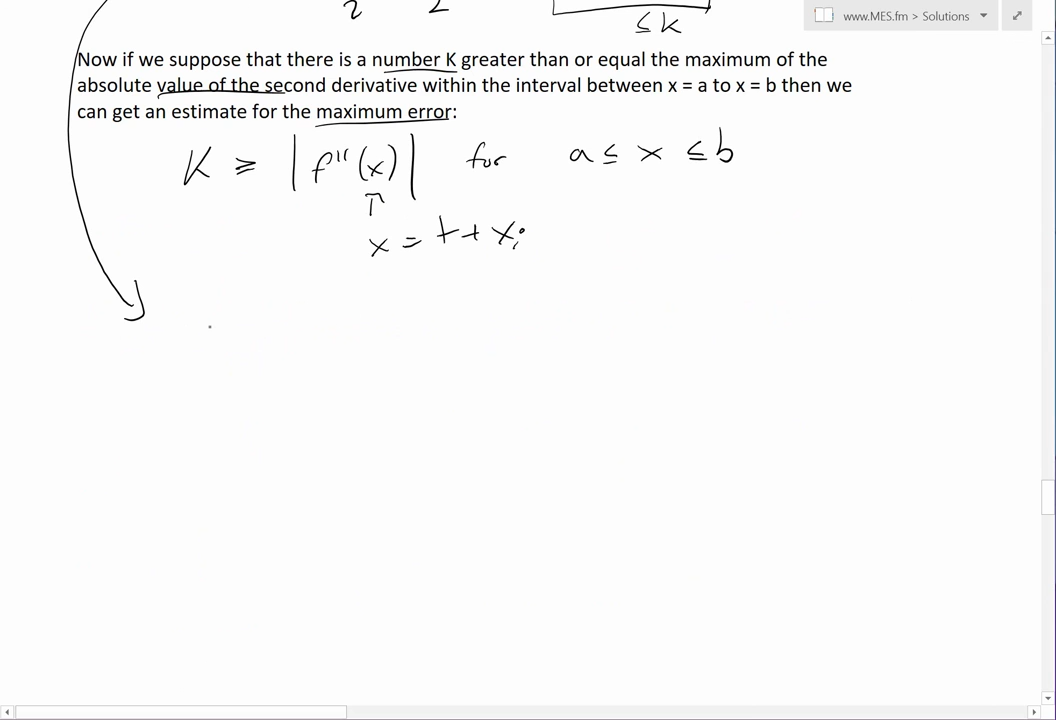 2 2
≤ K
www.MES.fm > Solutions
Now if we suppose that there is a number K greater than or equal the maximum of the
absolute value of the second derivative within the interval between x = a to x = b then we
can get an estimate for the maximum error:
K ≥ |f''(x)| for a ≤ x ≤ b
↑
x = t + xᵢ